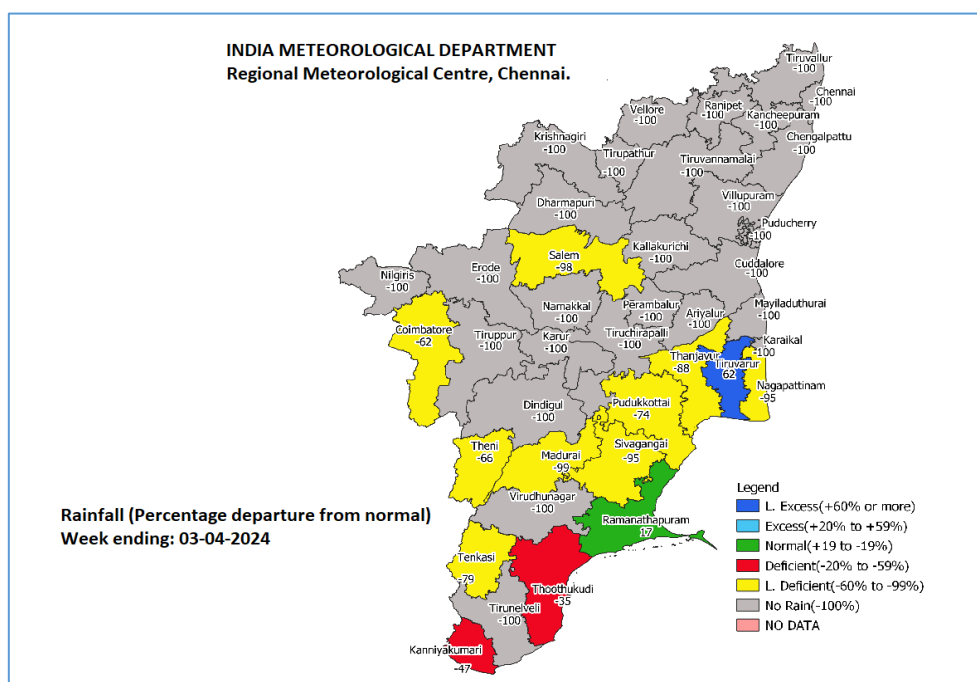 INDIA METEOROLOGICAL DEPARTMENT
Regional Meteorological Centre, Chennai.
Tiruvallur
-100
Chennai
-100
Ranipet
-100
Vellore
-100
Kancheepuram
-100
Chengalpattu
-100
Krishnagiri
-100
Tirupathur
-100
Tiruvannamalai
-100
Villupuram
-100
Dharmapuri
-100
Puducherry
-100
Kallakurichi
-100
Salem
-98
Cuddalore
-100
Erode
-100
Nilgiris
-100
Namakkal
-100
Perambalur
-100
Ariyalur
-100
Mayiladuthurai
-100
Coimbatore
-62
Tiruppur
-100
Karur
-100
Tiruchirapalli
-100
Karaikal
-100
Thanjavur
-88
Tiruvarur
62
Nagapattinam
-95
Dindigul
-100
Pudukkottai
-74
Theni
-66
Madurai
-99
Sivagangai
-95
Virudhunagar
-100
Ramanathapuram
17
Rainfall (Percentage departure from normal)
Week ending: 03-04-2024
Tenkasi
-79
Thoothukudi
-35
Tirunelveli
-100
Kanniyakumari
-47
Legend
L. Excess(+60% or more)
Excess(+20% to +59%)
Normal(+19 to -19%)
Deficient(-20% to -59%)
L. Deficient(-60% to -99%)
No Rain(-100%)
NO DATA